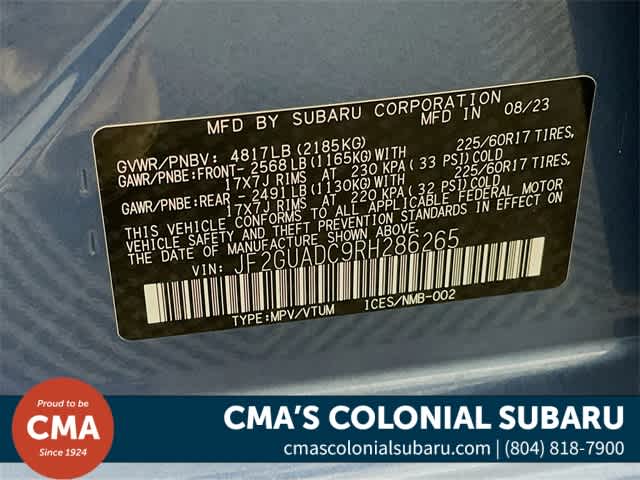 MFD BY SUBARU CORPORATION MFD IN 08/23
GVWR/PNBV: 4817LB(2185KG)
GAWR/PNBE:FRONT- 2568LB(1165KG)WITH 225/60R17 TIRES,
17X7J RIMS AT 230 KPA(33 PSI)COLD
GAWR/PNBE:REAR - 2491LB(1130KG)WITH 225/60R17 TIRES,
17X7J RIMS AT 220 KPA(32 PSI)COLD
THIS VEHICLE CONFORMS TO ALL APPLICABLE FEDERAL MOTOR
VEHICLE SAFETY AND THEFT PREVENTION STANDARDS IN EFFECT ON
THE DATE OF MANUFACTURE SHOWN ABOVE.
VIN: JF2GUADC9RH286265
TYPE:MPV/VTUM ICES/NMB-002
Proud to be
CMA
Since 1924
CMA'S COLONIAL SUBARU
cmascolonialsubaru.com | (804) 818-7900